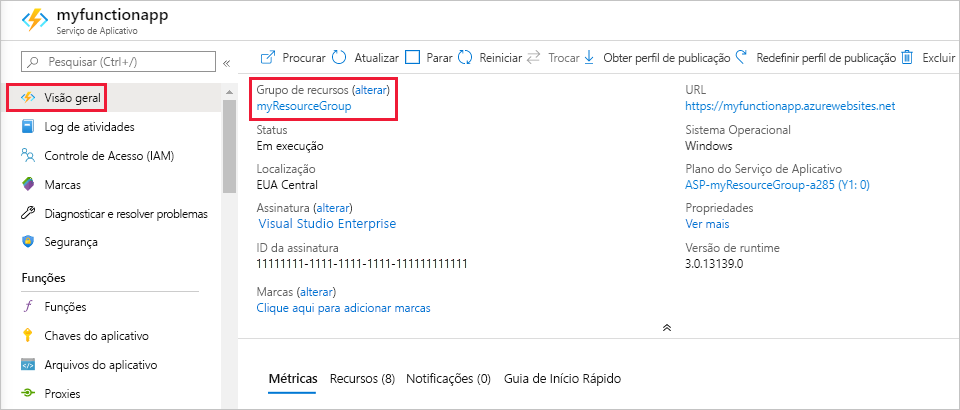 myfunctionapp
Serviço de Aplicativo
Pesquisar (Ctrl+/)
«
Visão geral
Log de atividades
Controle de Acesso (IAM)
Marcas
Diagnosticar e resolver problemas
Segurança
Funções
Funções
Chaves do aplicativo
Arquivos do aplicativo
Proxies
Procurar Atualizar Parar Reiniciar Trocar Obter perfil de publicação Redefinir perfil de publicação Excluir
Grupo de recursos (alterar)
myResourceGroup
Status
Em execução
Localização
EUA Central
Assinatura (alterar)
Visual Studio Enterprise
ID da assinatura
11111111-1111-1111-1111-111111111111
Marcas (alterar)
Clique aqui para adicionar marcas
URL
https://myfunctionapp.azurewebsites.net
Sistema Operacional
Windows
Plano do Serviço de Aplicativo
ASP-myResourceGroup-a285 (Y1: 0)
Propriedades
Ver mais
Versão de runtime
3.0.13139.0
Métricas Recursos (8) Notificações (0) Guia de Início Rápido